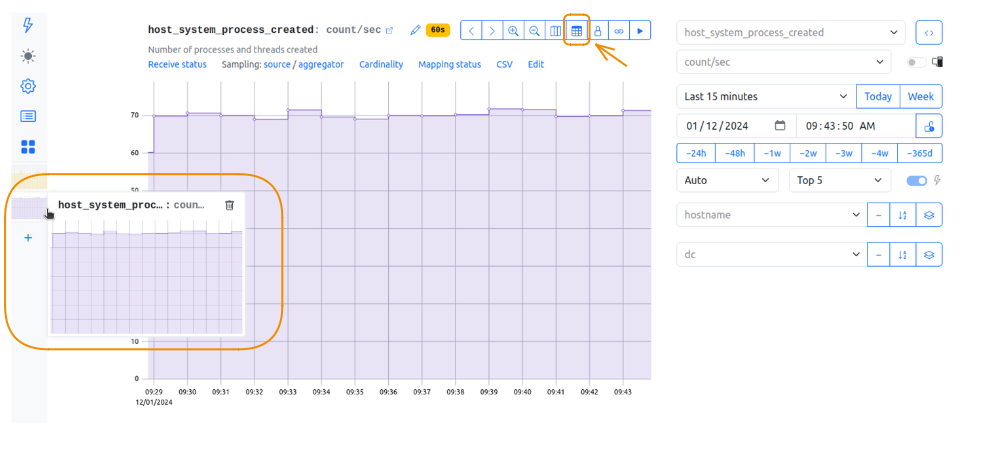 host_system_process_created: count/sec 60s
Number of processes and threads created
Receive status Sampling: source / aggregator Cardinality Mapping status CSV Edit
70
60
50
10
0
09:29 09:30 09:31 09:32 09:33 09:34 09:35 09:36 09:37 09:38 09:39 09:40 09:41 09:42 09:43
12/01/2024
host_system_proc… : coun…
+
host_system_process_created <>
count/sec
Last 15 minutes Today Week
01/12/2024 09:43:50 AM
−24h −48h −1w −2w −3w −4w −365d
Auto Top 5
hostname −
dc −